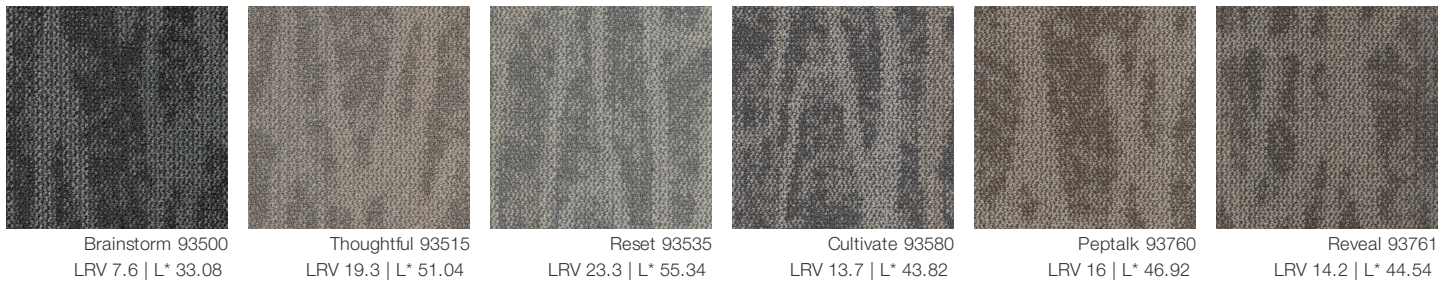 Brainstorm 93500
LRV 7.6 | L* 33.08
Thoughtful 93515
LRV 19.3 | L* 51.04
Reset 93535
LRV 23.3 | L* 55.34
Cultivate 93580
LRV 13.7 | L* 43.82
Peptalk 93760
LRV 16 | L* 46.92
Reveal 93761
LRV 14.2 | L* 44.54